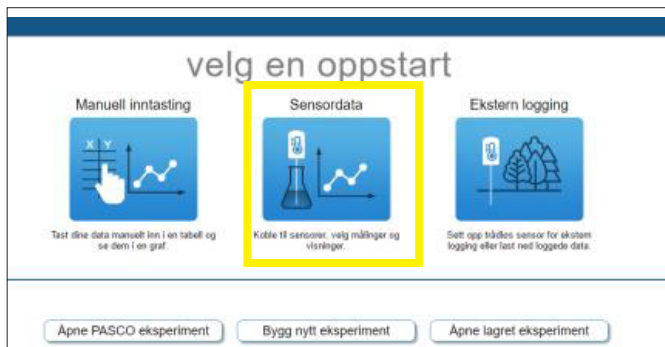 velg en oppstart
Manuell inntasting
Sensordata
Ekstern logging
X Y
Tast dine data manuelt inn i en tabell og
se dem i en graf.
Koble til sensorer, velg målinger og
visninger.
Sett opp trådløs sensor for ekstern
logging eller last ned loggede data.
Åpne PASCO eksperiment
Bygg nytt eksperiment
Åpne lagret eksperiment